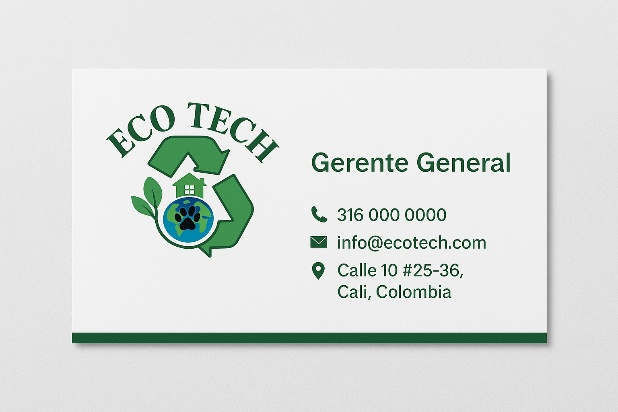 ECO TECH
Gerente General
316 000 0000
info@ecotech.com
Calle 10 #25-36,
Cali, Colombia